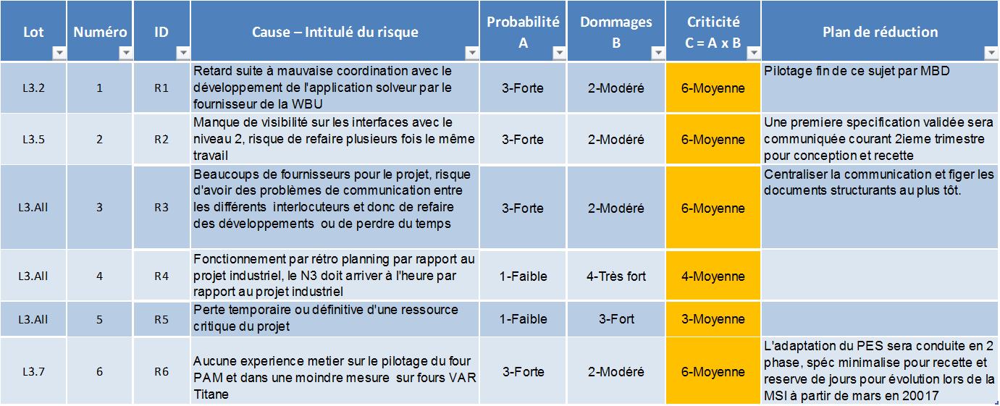 Lot
Numéro
ID
Cause – Intitulé du risque
Probabilité
A
Dommages
B
Criticité
C = A x B
Plan de réduction
L3.2
1
R1
Retard suite à mauvaise coordination avec le
développement de l'application solveur par le
fournisseur de la WBU
3-Forte
2-Modéré
6-Moyenne
Pilotage fin de ce sujet par MBD
L3.5
2
R2
Manque de visibilité sur les interfaces avec le
niveau 2, risque de refaire plusieurs fois le même
travail
3-Forte
2-Modéré
6-Moyenne
Une premiere specification validée sera
communiquée courant 2ieme trimestre
pour conception et recette
L3.All
3
R3
Beaucoups de fournisseurs pour le projet, risque
d'avoir des problèmes de communication entre
les différents interlocuteurs et donc de refaire
des développements ou de perdre du temps
3-Forte
2-Modéré
6-Moyenne
Centraliser la communication et figer les
documents structurants au plus tôt.
L3.All
4
R4
Fonctionnement par rétro planning par rapport au
projet industriel, le N3 doit arriver à l'heure par
rapport au projet industriel
1-Faible
4-Très fort
4-Moyenne
L3.All
5
R5
Perte temporaire ou définitive d'une ressource
critique du projet
1-Faible
3-Fort
3-Moyenne
L3.7
6
R6
Aucune experience metier sur le pilotage du four
PAM et dans une moindre mesure sur fours VAR
Titane
3-Forte
2-Modéré
6-Moyenne
L'adaptation du PES sera conduite en 2
phase, spéc minimalise pour recette et
reserve de jours pour évolution lors de la
MSI à partir de mars en 20017